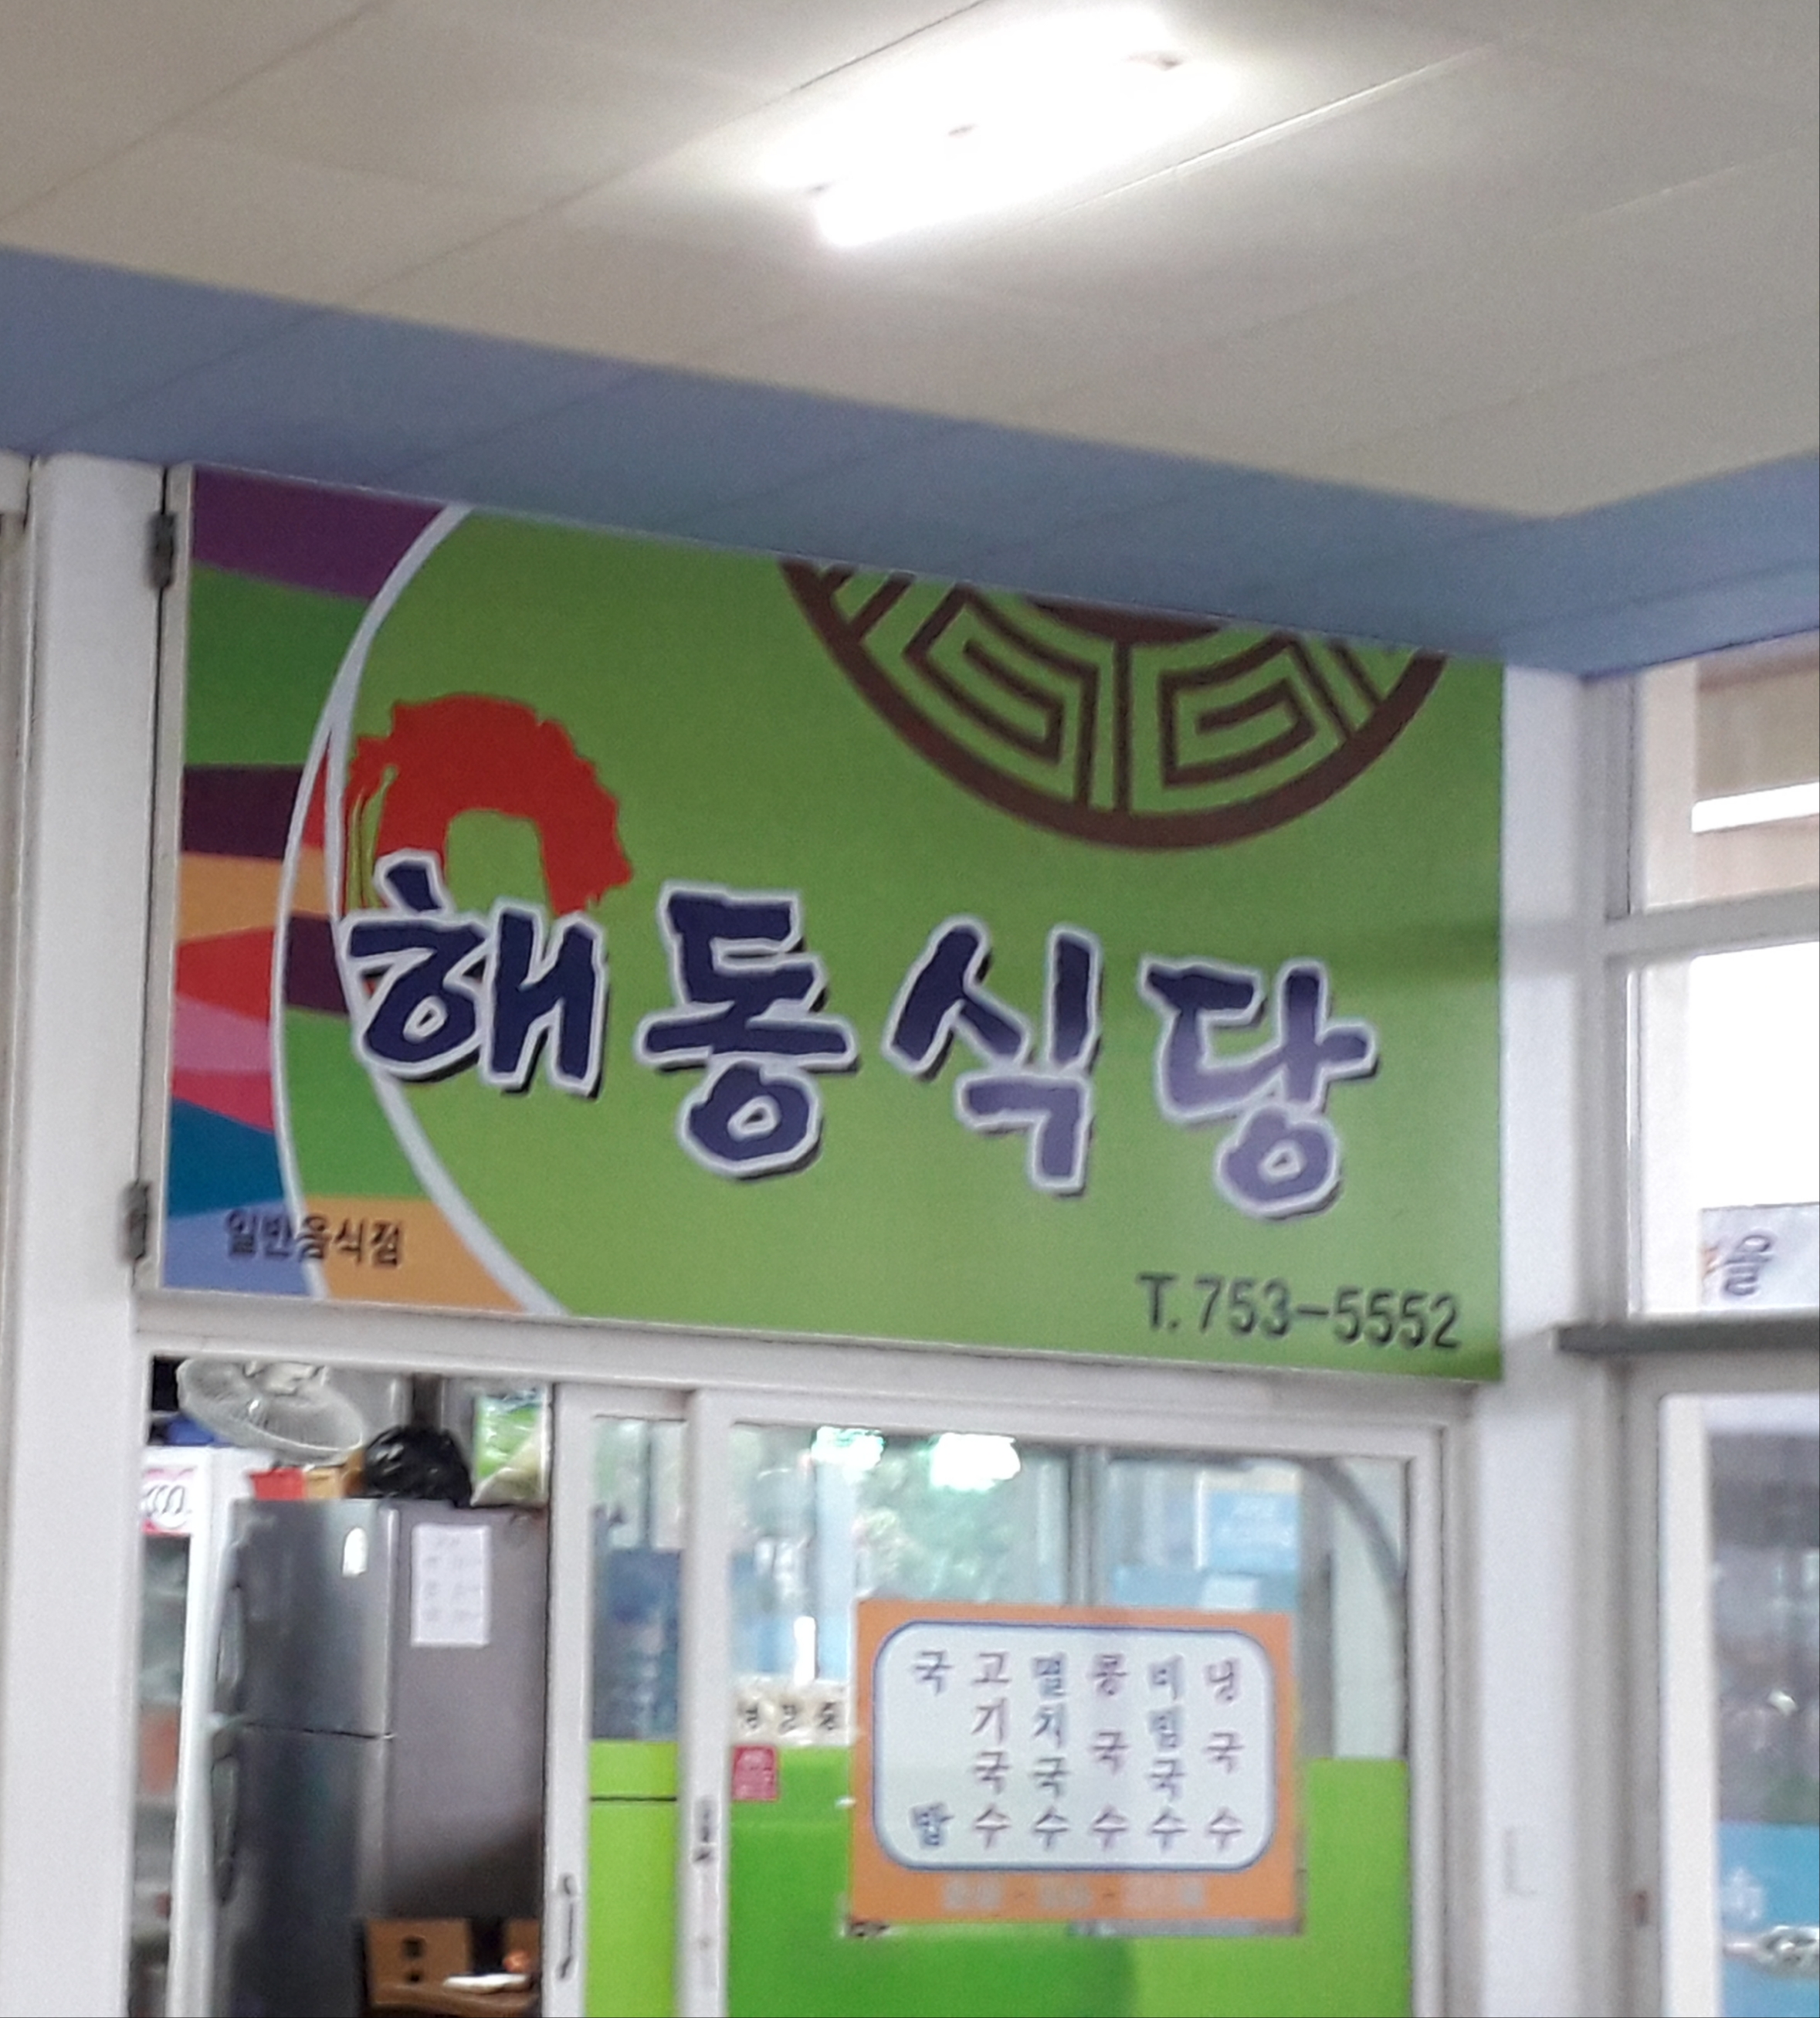 해동식당
일반음식점
T.753-5552
국밥
고기국수
멸치국수
콩국수
비빔국수
냉국수